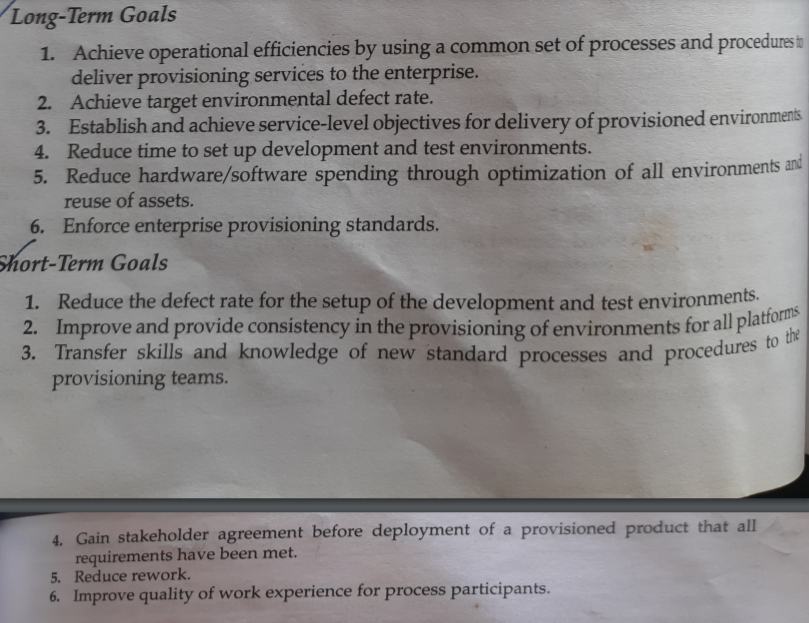 Long-Term Goals
1. Achieve operational efficiencies by using a common set of processes and procedures to
deliver provisioning services to the enterprise.
2. Achieve target environmental defect rate.
3. Establish and achieve service-level objectives for delivery of provisioned environments.
4. Reduce time to set up development and test environments.
5. Reduce hardware/software spending through optimization of all environments and
reuse of assets.
6. Enforce enterprise provisioning standards.
Short-Term Goals
1. Reduce the defect rate for the setup of the development and test environments.
2. Improve and provide consistency in the provisioning of environments for all platforms.
3. Transfer skills and knowledge of new standard processes and procedures to the
provisioning teams.
4. Gain stakeholder agreement before deployment of a provisioned product that all
requirements have been met.
5. Reduce rework.
6. Improve quality of work experience for process participants.